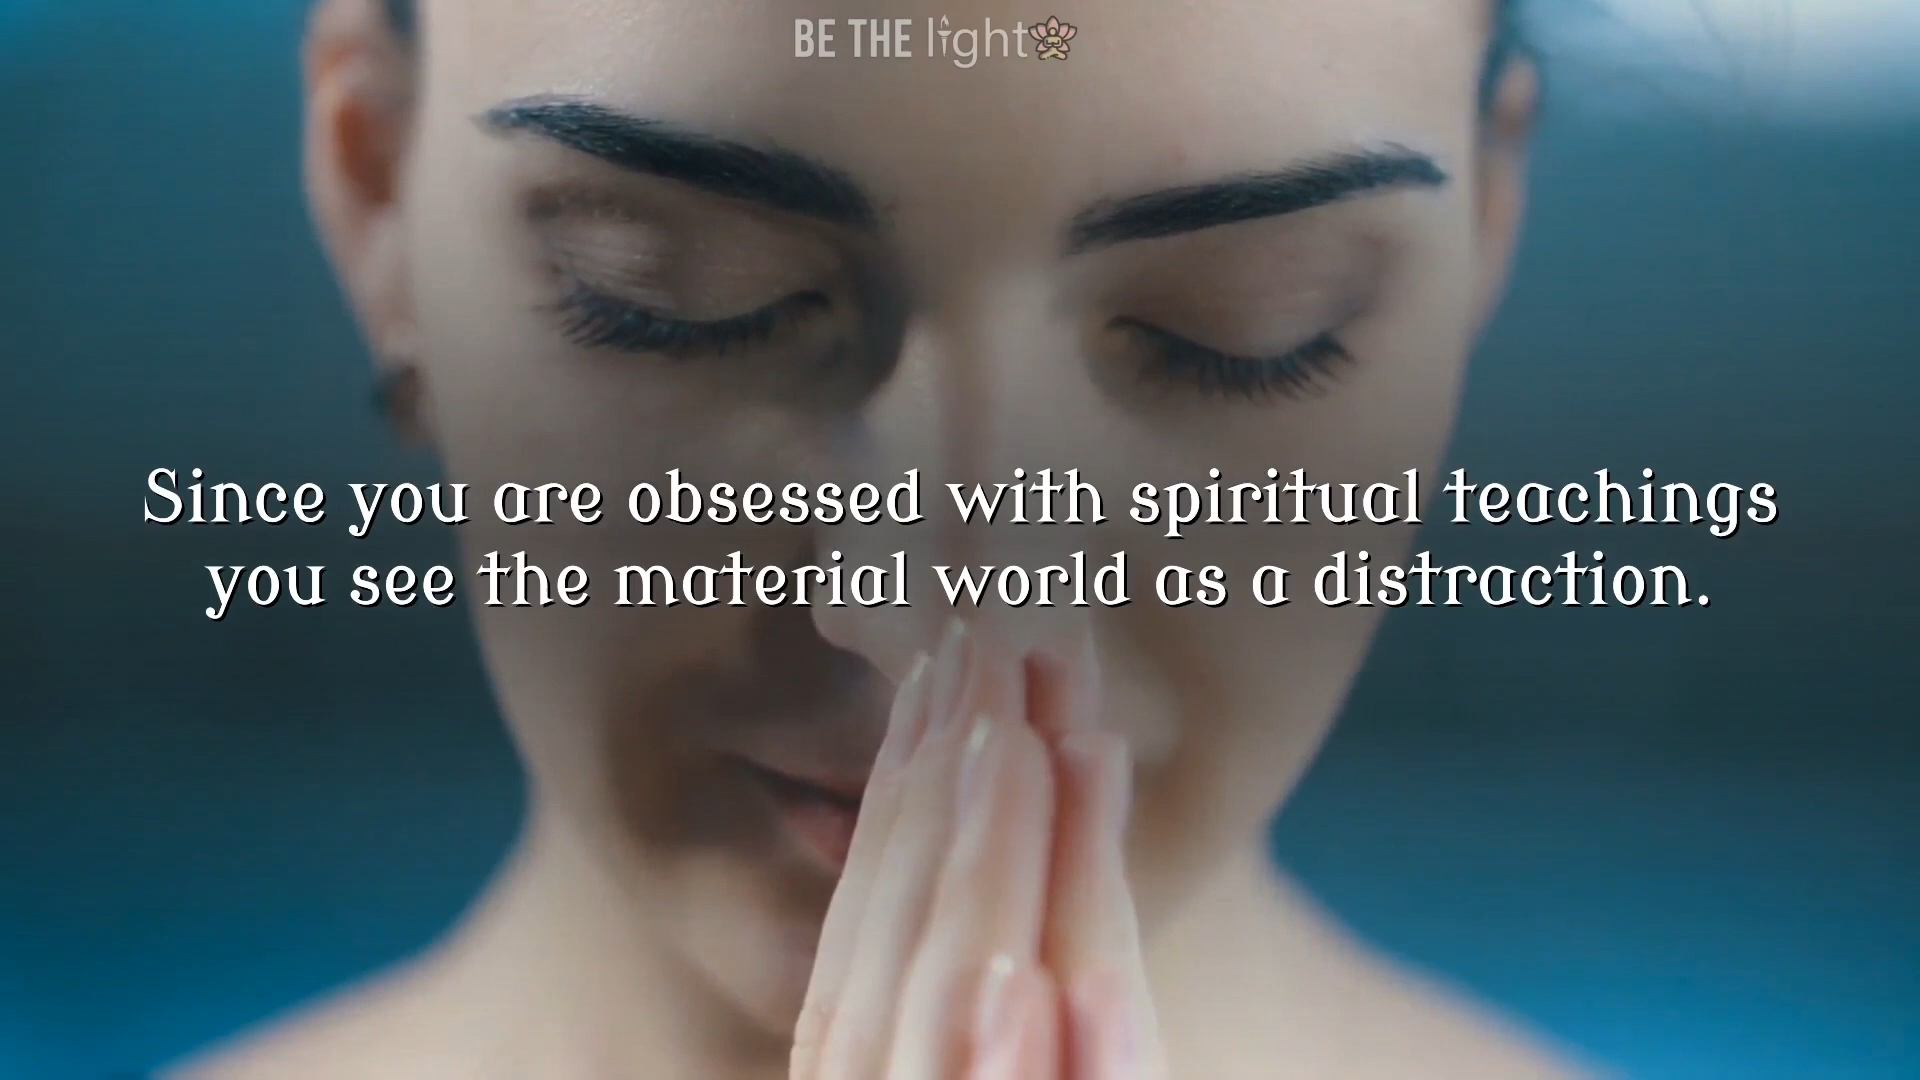 BE THE light
Since you are obsessed with spiritual teachings
you see the material world as a distraction.